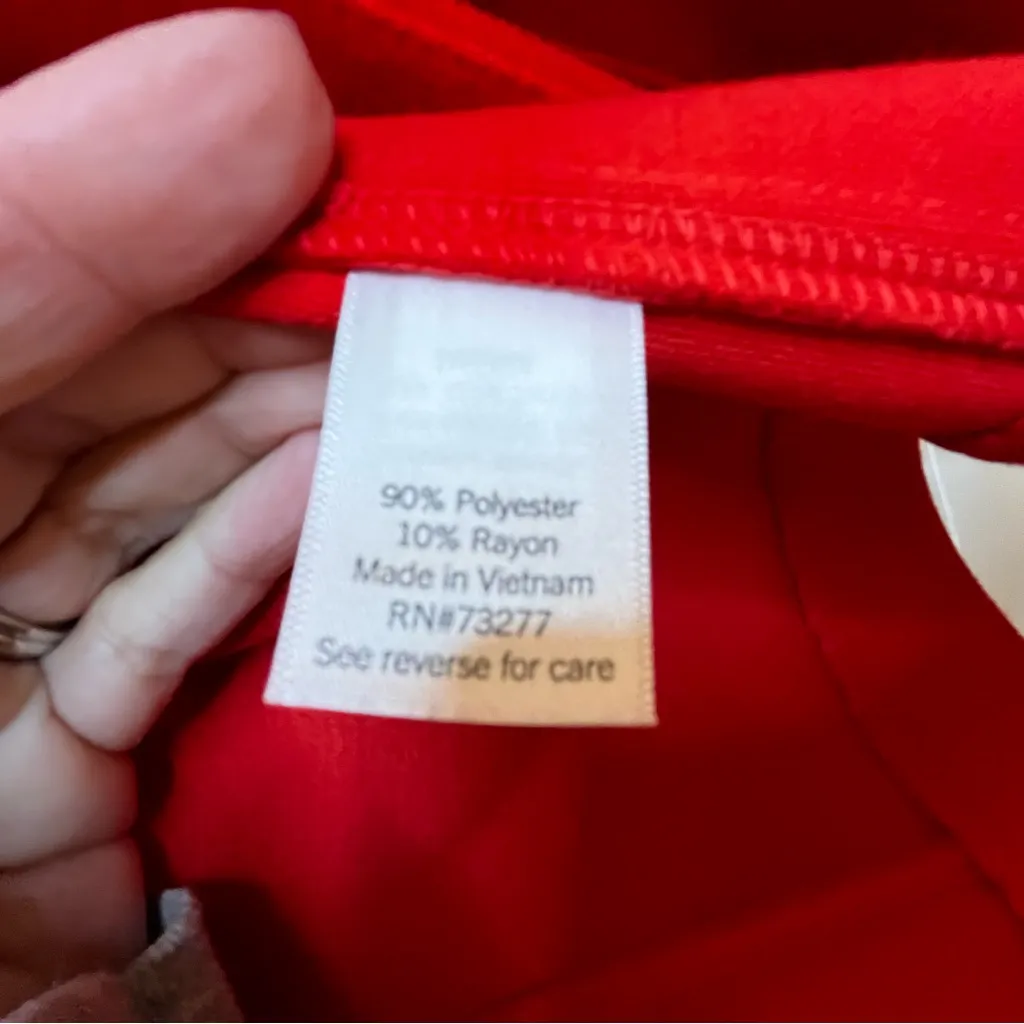 90% Polyester
10% Rayon
Made in Vietnam
RN#73277
See reverse for care